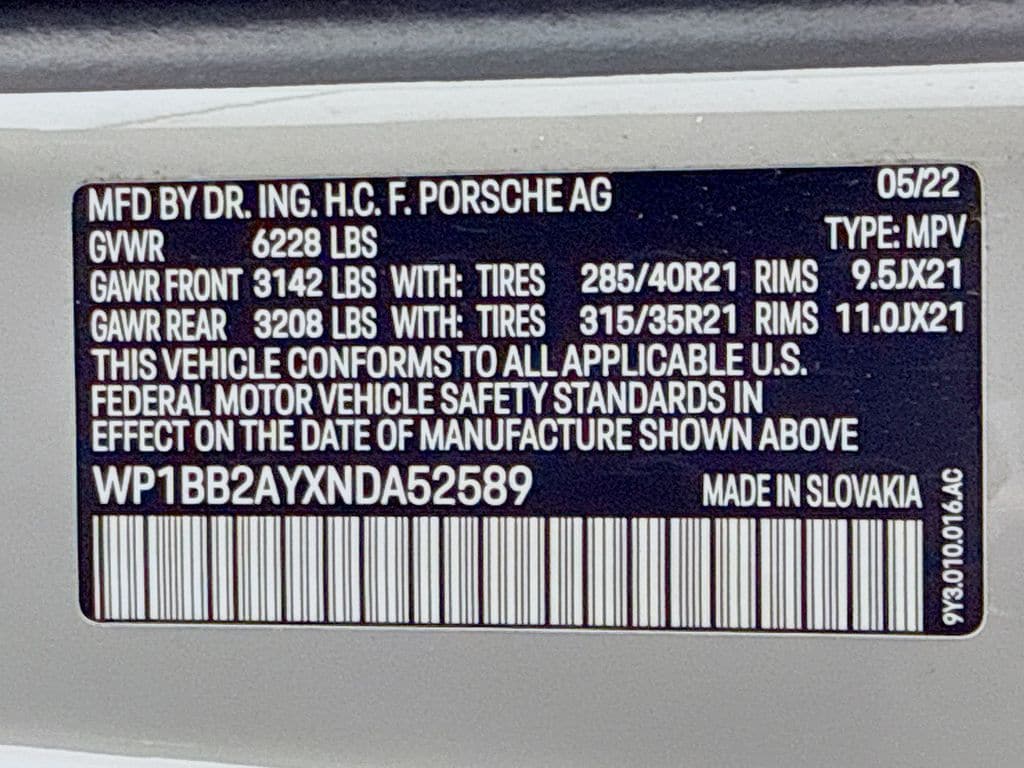 MFD BY DR. ING. H.C. F. PORSCHE AG 05/22
GVWR 6228 LBS TYPE: MPV
GAWR FRONT 3142 LBS WITH: TIRES 285/40R21 RIMS 9.5JX21
GAWR REAR 3208 LBS WITH: TIRES 315/35R21 RIMS 11.0JX21
THIS VEHICLE CONFORMS TO ALL APPLICABLE U.S.
FEDERAL MOTOR VEHICLE SAFETY STANDARDS IN
EFFECT ON THE DATE OF MANUFACTURE SHOWN ABOVE
WP1BB2AYXNDA52589 MADE IN SLOVAKIA
9Y3.010.016.AC